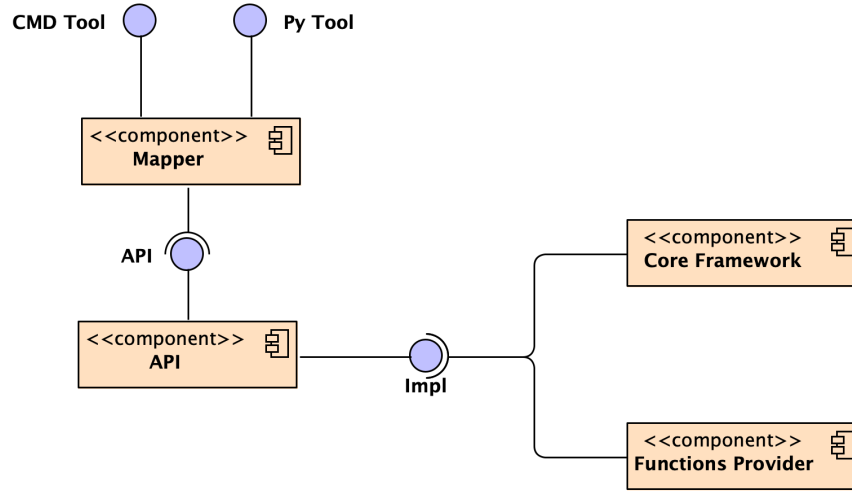 CMD Tool
Py Tool
<<component>>
Mapper
API
<<component>>
API
Impl
<<component>>
Core Framework
<<component>>
Functions Provider